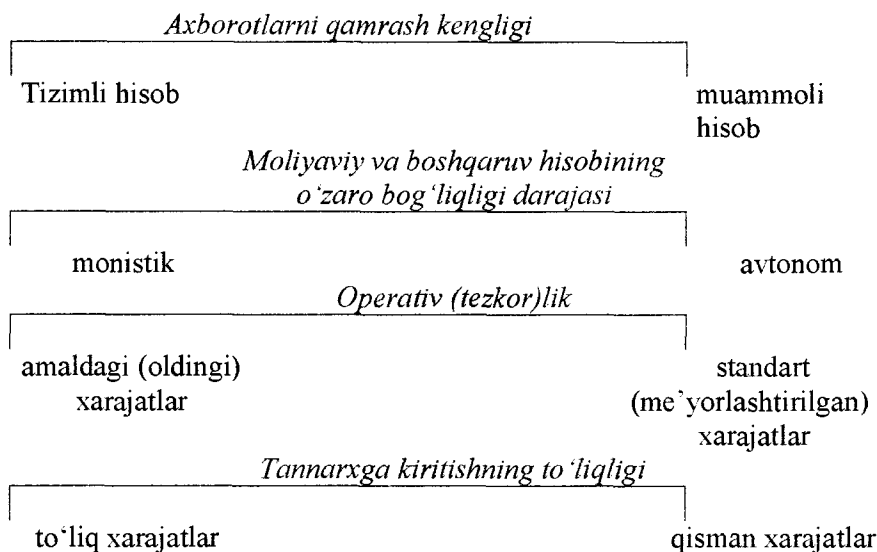 Axborotlarni qamrash kengligi
Tizimli hisob
muammoli
hisob
Moliyaviy va boshqaruv hisobining
o‘zaro bog‘liqligi darajasi
monistik
avtonom
Operativ (tezkor)lik
amaldagi (oldingi)
xarajatlar
standart
(me’yorlashtirilgan)
xarajatlar
Tannarxga kiritishning to‘liqligi
to‘liq xarajatlar
qisman xarajatlar